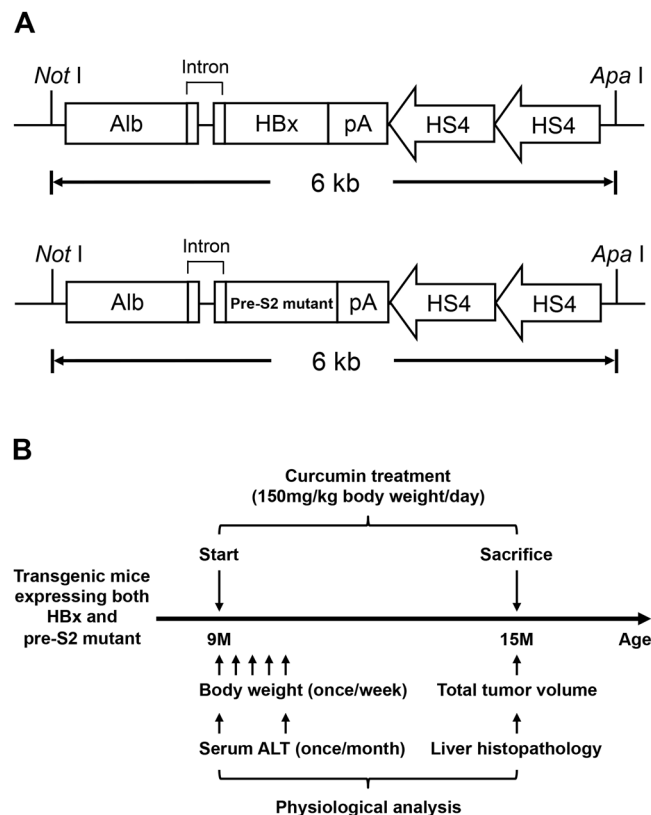 A
Not I
Intron
Apa I
Alb
HBx
pA
HS4
HS4
6 kb
Not I
Intron
Apa I
Alb
Pre-S2 mutant
pA
HS4
HS4
6 kb
B
Curcumin treatment
(150mg/kg body weight/day)
Start
Sacrifice
Transgenic mice
expressing both
HBx and
pre-S2 mutant
9M
15M
Age
Body weight (once/week)
Total tumor volume
Serum ALT (once/month)
Liver histopathology
Physiological analysis